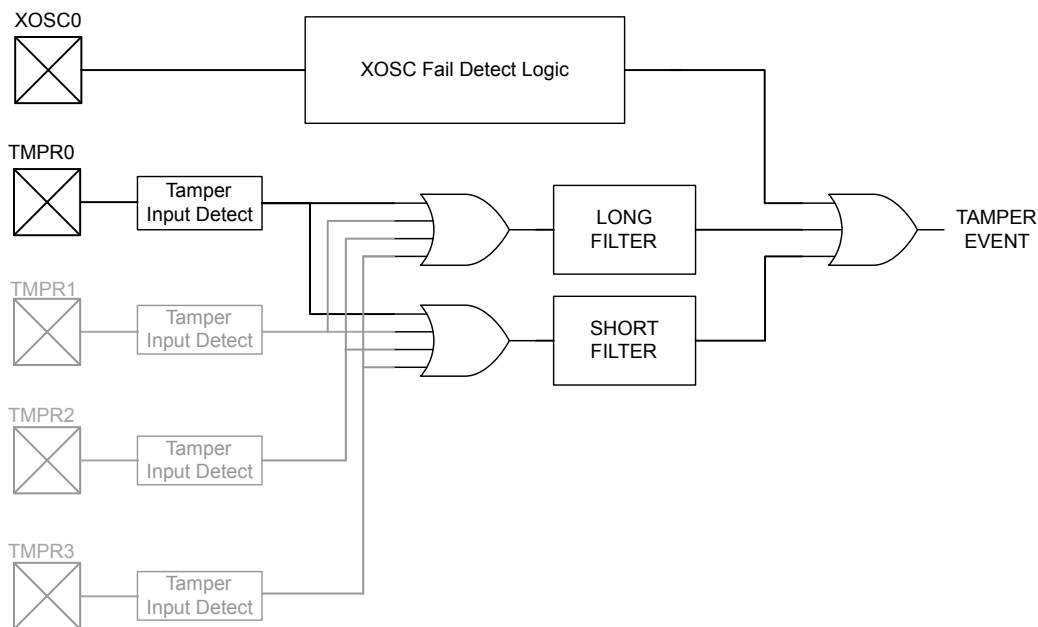 XOSC0
XOSC Fail Detect Logic
TMPR0
Tamper
Input Detect
LONG
FILTER
TAMPER
EVENT
TMPR1
Tamper
Input Detect
SHORT
FILTER
TMPR2
Tamper
Input Detect
TMPR3
Tamper
Input Detect